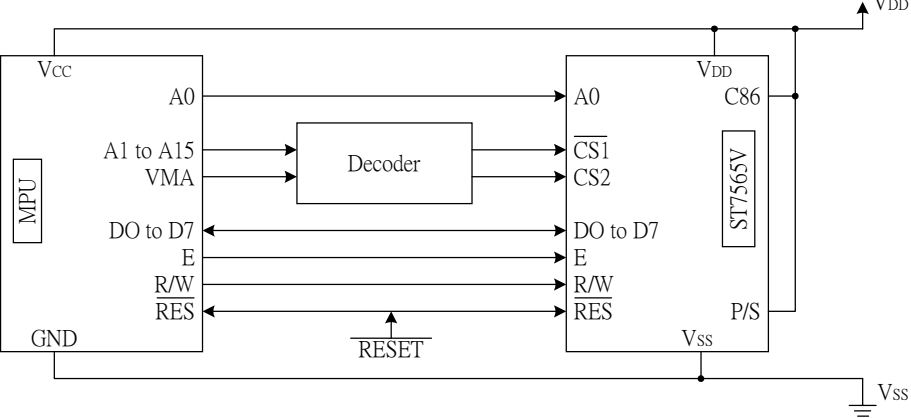 VDD
VCC
VDD
A0
A0
C86
A1 to A15
CS1
Decoder
VMA
CS2
MPU
ST7565V
DO to D7
DO to D7
E
E
R/W
R/W
RES
RES
P/S
GND
RESET
VSS
VSS